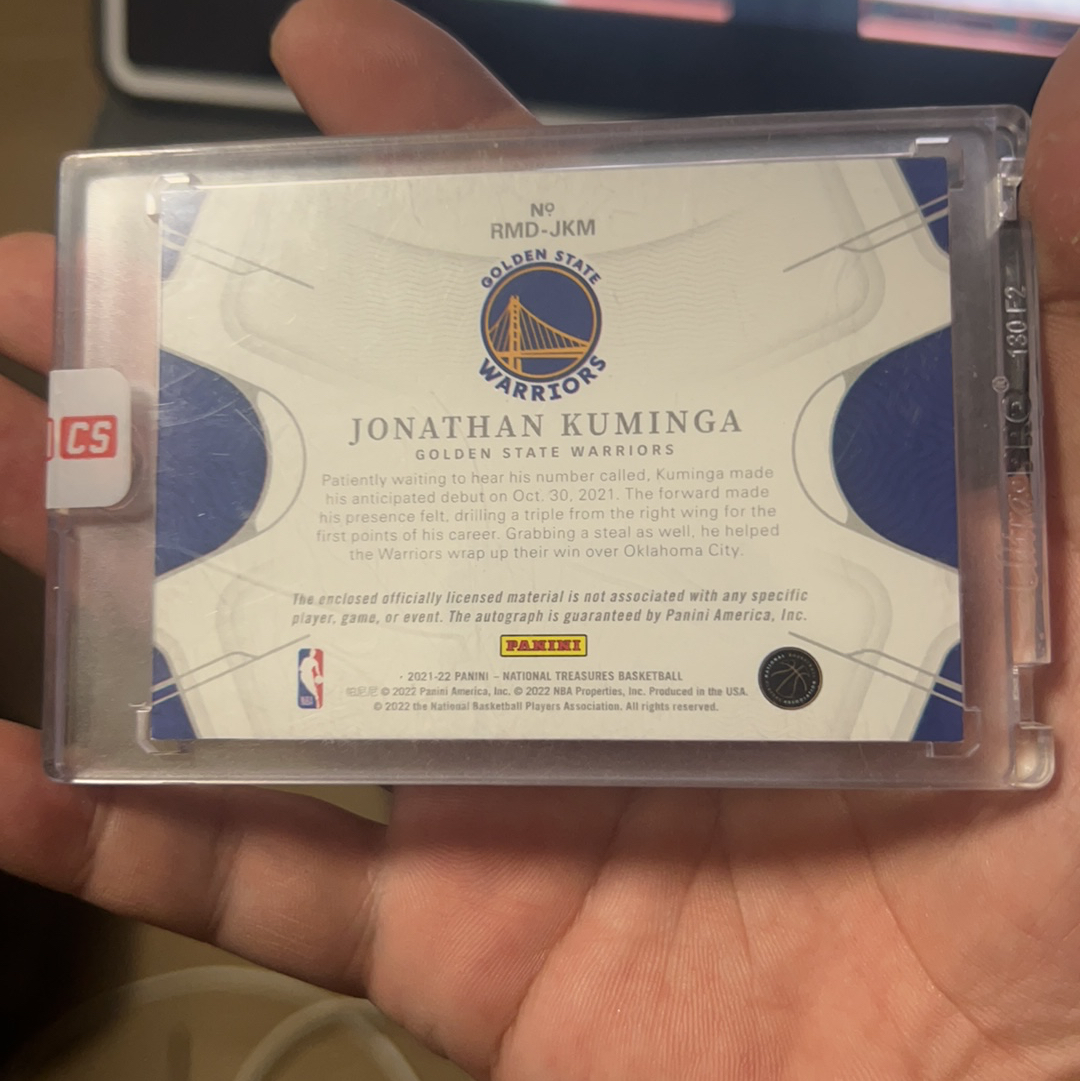 Nº
RMD-JKM
GOLDEN STATE
WARRIORS
JONATHAN KUMINGA
GOLDEN STATE WARRIORS
Patiently waiting to hear his number called, Kuminga made
his anticipated debut on Oct. 30, 2021. The forward made
his presence felt, drilling a triple from the right wing for the
first points of his career. Grabbing a steal as well, he helped
the Warriors wrap up their win over Oklahoma City.
The enclosed officially licensed material is not associated with any specific
player, game, or event. The autograph is guaranteed by Panini America, Inc.
PANINI
NBA
· 2021-22 PANINI – NATIONAL TREASURES BASKETBALL
© 2022 Panini America, Inc. © 2022 NBA Properties, Inc. Produced in the USA.
© 2022 the National Basketball Players Association. All rights reserved.
CS
Ultra PRO®
130 F2